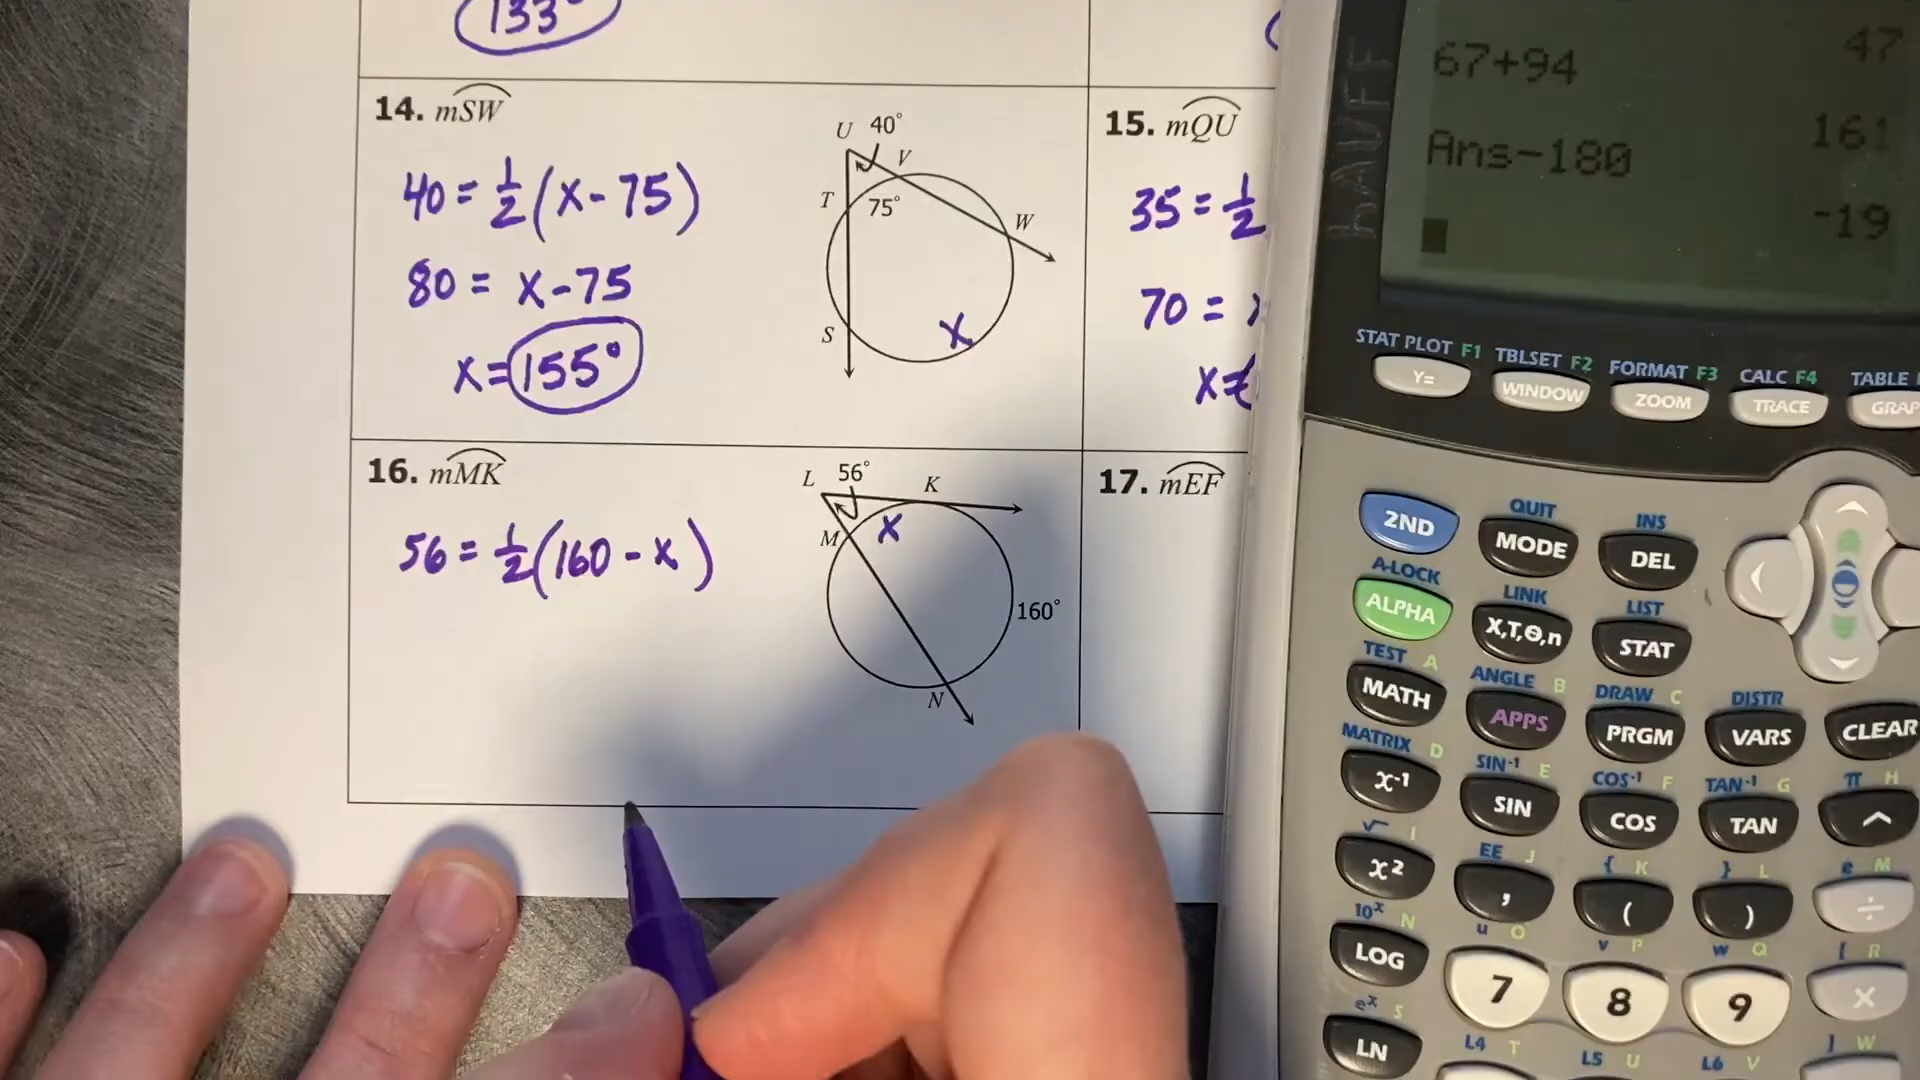 133°
14. mSW
40 = 1/2 (x - 75)
80 = x - 75
x = 155°
U 40°
V
T 75°
W
S
x
15. mQU
35 = 1/2
70 =
x =
16. mMK
56 = 1/2 (160 - x)
L 56°
K
M x
160°
N
17. mEF
47
67+94
161
Ans-180
-19
STAT PLOT F1 TBLSET F2 FORMAT F3 CALC F4 TABLE
Y= WINDOW ZOOM TRACE GRAP
QUIT INS
2ND MODE DEL
A-LOCK LINK LIST
ALPHA X,T,Θ,n STAT
TEST A ANGLE B DRAW C DISTR
MATH APPS PRGM VARS CLEAR
MATRIX D SIN-1 E COS-1 F TAN-1 G π H
x-1 SIN COS TAN ^
√ I EE J { K } L e M
x² , ( ) ÷
10x N u O v P w Q [ R
LOG 7 8 9 ×
ex S L4 T L5 U L6 V ] W
LN